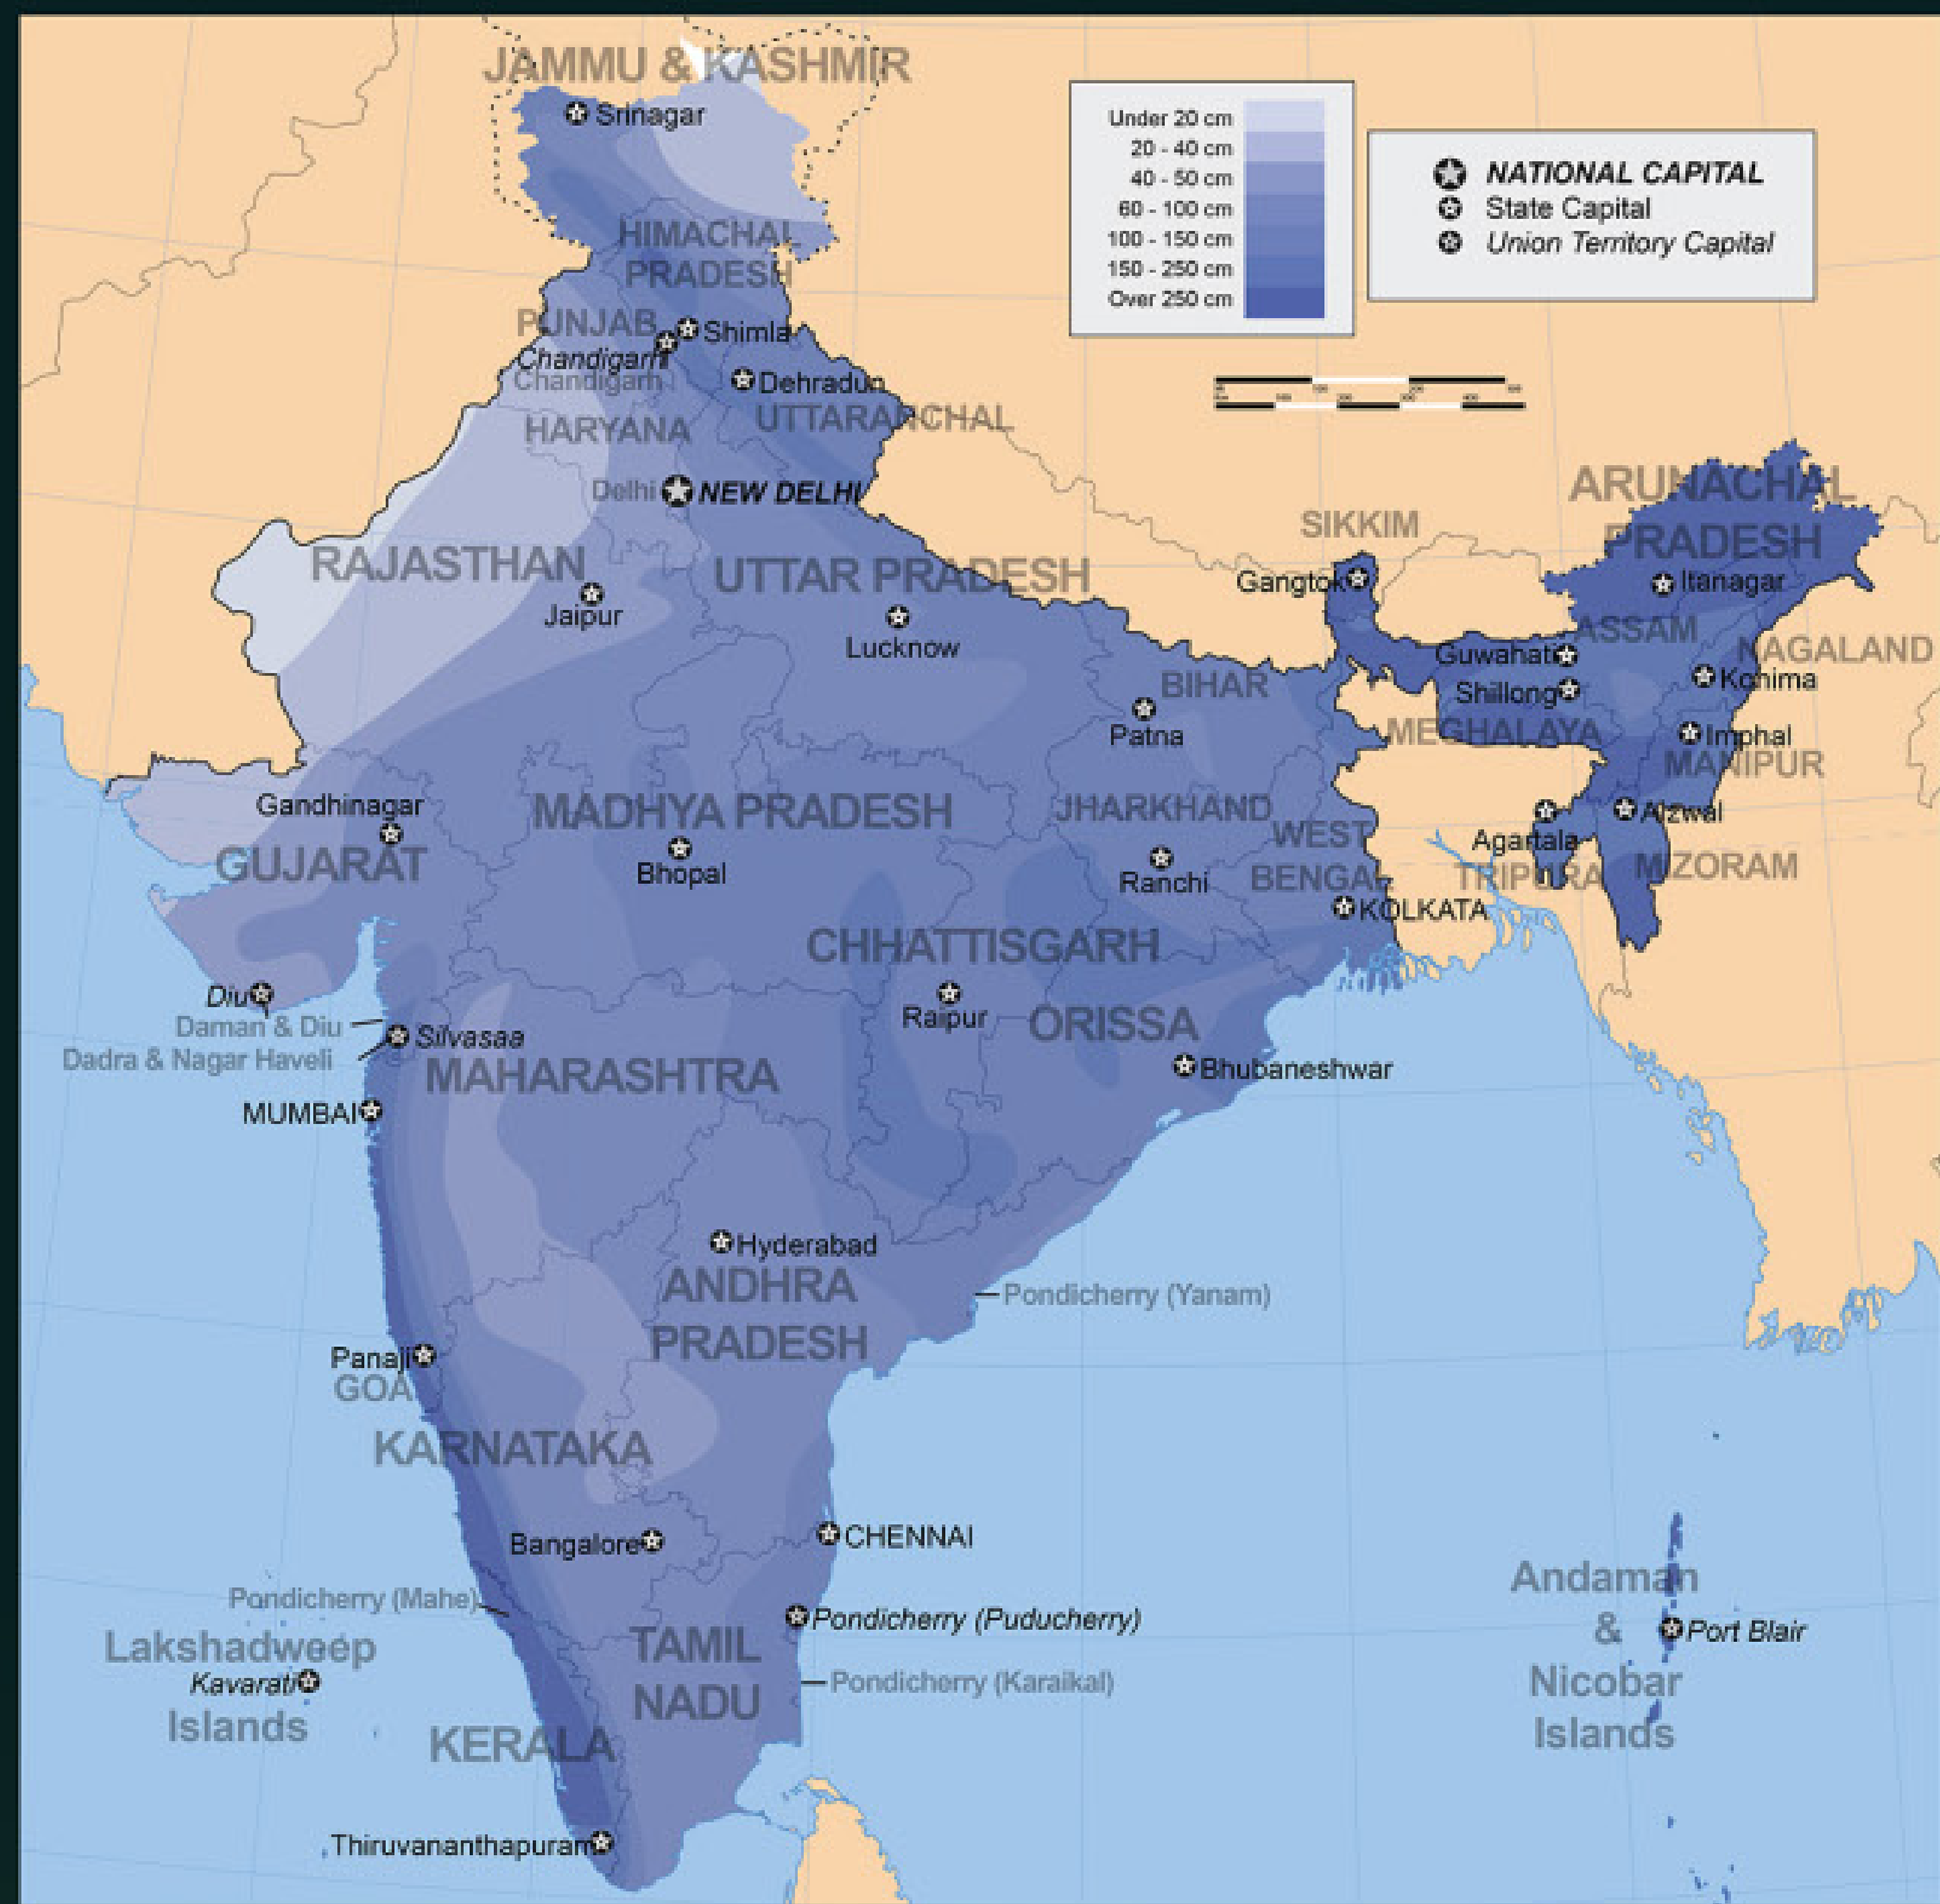 JAMMU & KASHMIR
Srinagar
HIMACHAL
PRADESH
PUNJAB
Shimla
Chandigarh
Chandigarh
Dehradun
UTTARANCHAL
HARYANA
Delhi
NEW DELHI
RAJASTHAN
Jaipur
UTTAR PRADESH
Lucknow
Under 20 cm
20 - 40 cm
40 - 50 cm
60 - 100 cm
100 - 150 cm
150 - 250 cm
Over 250 cm
NATIONAL CAPITAL
State Capital
Union Territory Capital
ARUNACHAL
PRADESH
SIKKIM
Gangtok
Itanagar
ASSAM
NAGALAND
Guwahati
Shillong
Kohima
MEGHALAYA
Imphal
MANIPUR
BIHAR
Patna
Gandhinagar
GUJARAT
MADHYA PRADESH
Bhopal
JHARKHAND
Ranchi
WEST
BENGAL
KOLKATA
Agartala
TRIPURA
Aizwal
MIZORAM
CHHATTISGARH
Raipur
ORISSA
Bhubaneshwar
Diu
Daman & Diu
Dadra & Nagar Haveli
Silvasaa
MAHARASHTRA
MUMBAI
Hyderabad
ANDHRA
PRADESH
Pondicherry (Yanam)
Panaji
GOA
KARNATAKA
Bangalore
CHENNAI
Pondicherry (Mahe)
Pondicherry (Puducherry)
Lakshadweep
Kavarati
Islands
TAMIL
NADU
Pondicherry (Karaikal)
KERALA
Thiruvananthapuram
Andaman
&
Nicobar
Islands
Port Blair